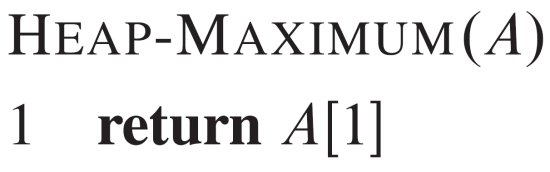 HEAP-MAXIMUM(A)
1 return A[1]